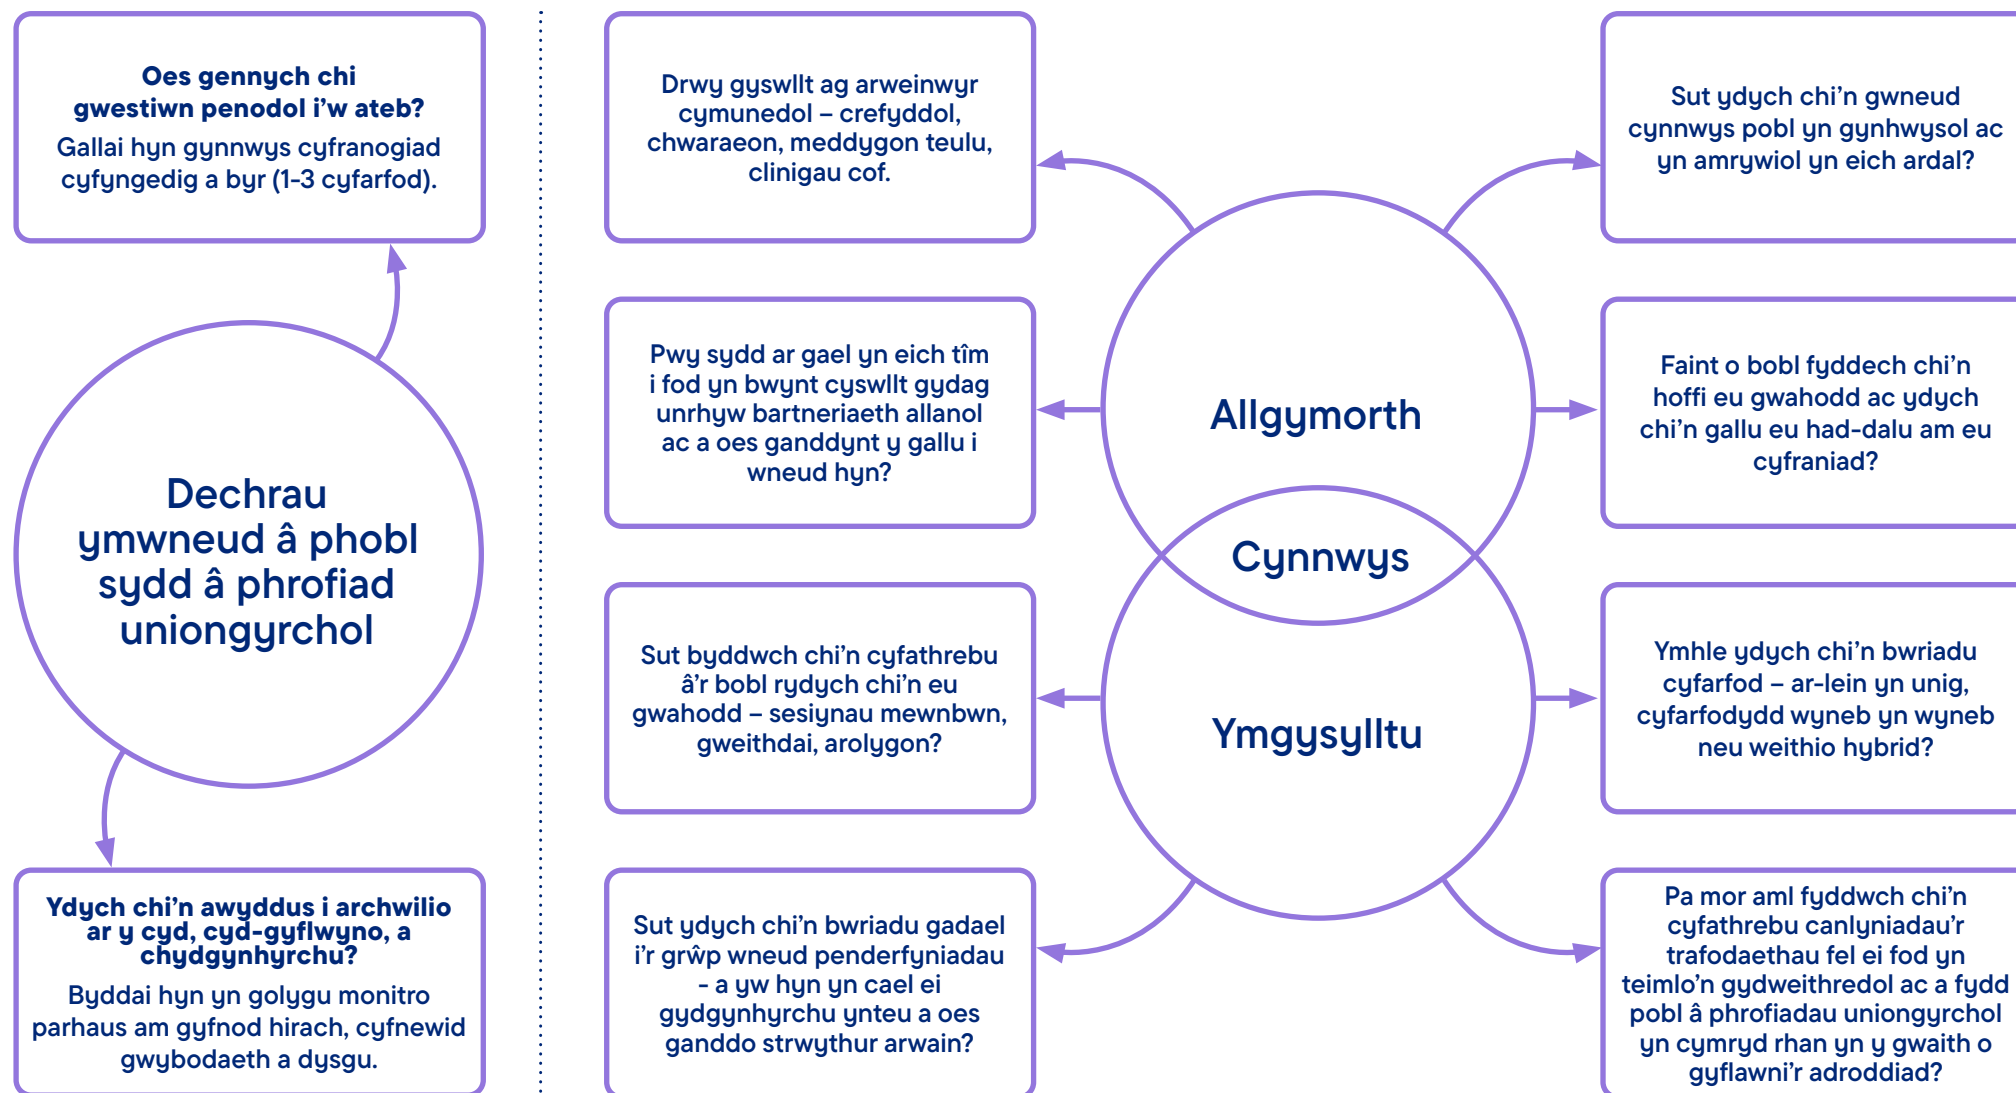 Oes gennych chi
gwestiwn penodol i’w ateb?
Gallai hyn gynnwys cyfranogiad
cyfyngedig a byr (1-3 cyfarfod).
Dechrau
ymwneud â phobl
sydd â phrofiad
uniongyrchol
Ydych chi’n awyddus i archwilio
ar y cyd, cyd-gyflwyno, a
chydgynhyrchu?
Byddai hyn yn golygu monitro
parhaus am gyfnod hirach, cyfnewid
gwybodaeth a dysgu.
Drwy gyswllt ag arweinwyr
cymunedol – crefyddol,
chwaraeon, meddygon teulu,
clinigau cof.
Pwy sydd ar gael yn eich tîm
i fod yn bwynt cyswllt gydag
unrhyw bartneriaeth allanol
ac a oes ganddynt y gallu i
wneud hyn?
Sut byddwch chi’n cyfathrebu
â’r bobl rydych chi’n eu
gwahodd – sesiynau mewnbwn,
gweithdai, arolygon?
Sut ydych chi’n bwriadu gadael
i’r grŵp wneud penderfyniadau
- a yw hyn yn cael ei
gydgynhyrchu ynteu a oes
ganddo strwythur arwain?
Allgymorth
Cynnwys
Ymgysylltu
Sut ydych chi’n gwneud
cynnwys pobl yn gynhwysol ac
yn amrywiol yn eich ardal?
Faint o bobl fyddech chi’n
hoffi eu gwahodd ac ydych
chi’n gallu eu had-dalu am eu
cyfraniad?
Ymhle ydych chi’n bwriadu
cyfarfod – ar-lein yn unig,
cyfarfodydd wyneb yn wyneb
neu weithio hybrid?
Pa mor aml fyddwch chi’n
cyfathrebu canlyniadau’r
trafodaethau fel ei fod yn
teimlo’n gydweithredol ac a fydd
pobl â phrofiadau uniongyrchol
yn cymryd rhan yn y gwaith o
gyflawni’r adroddiad?